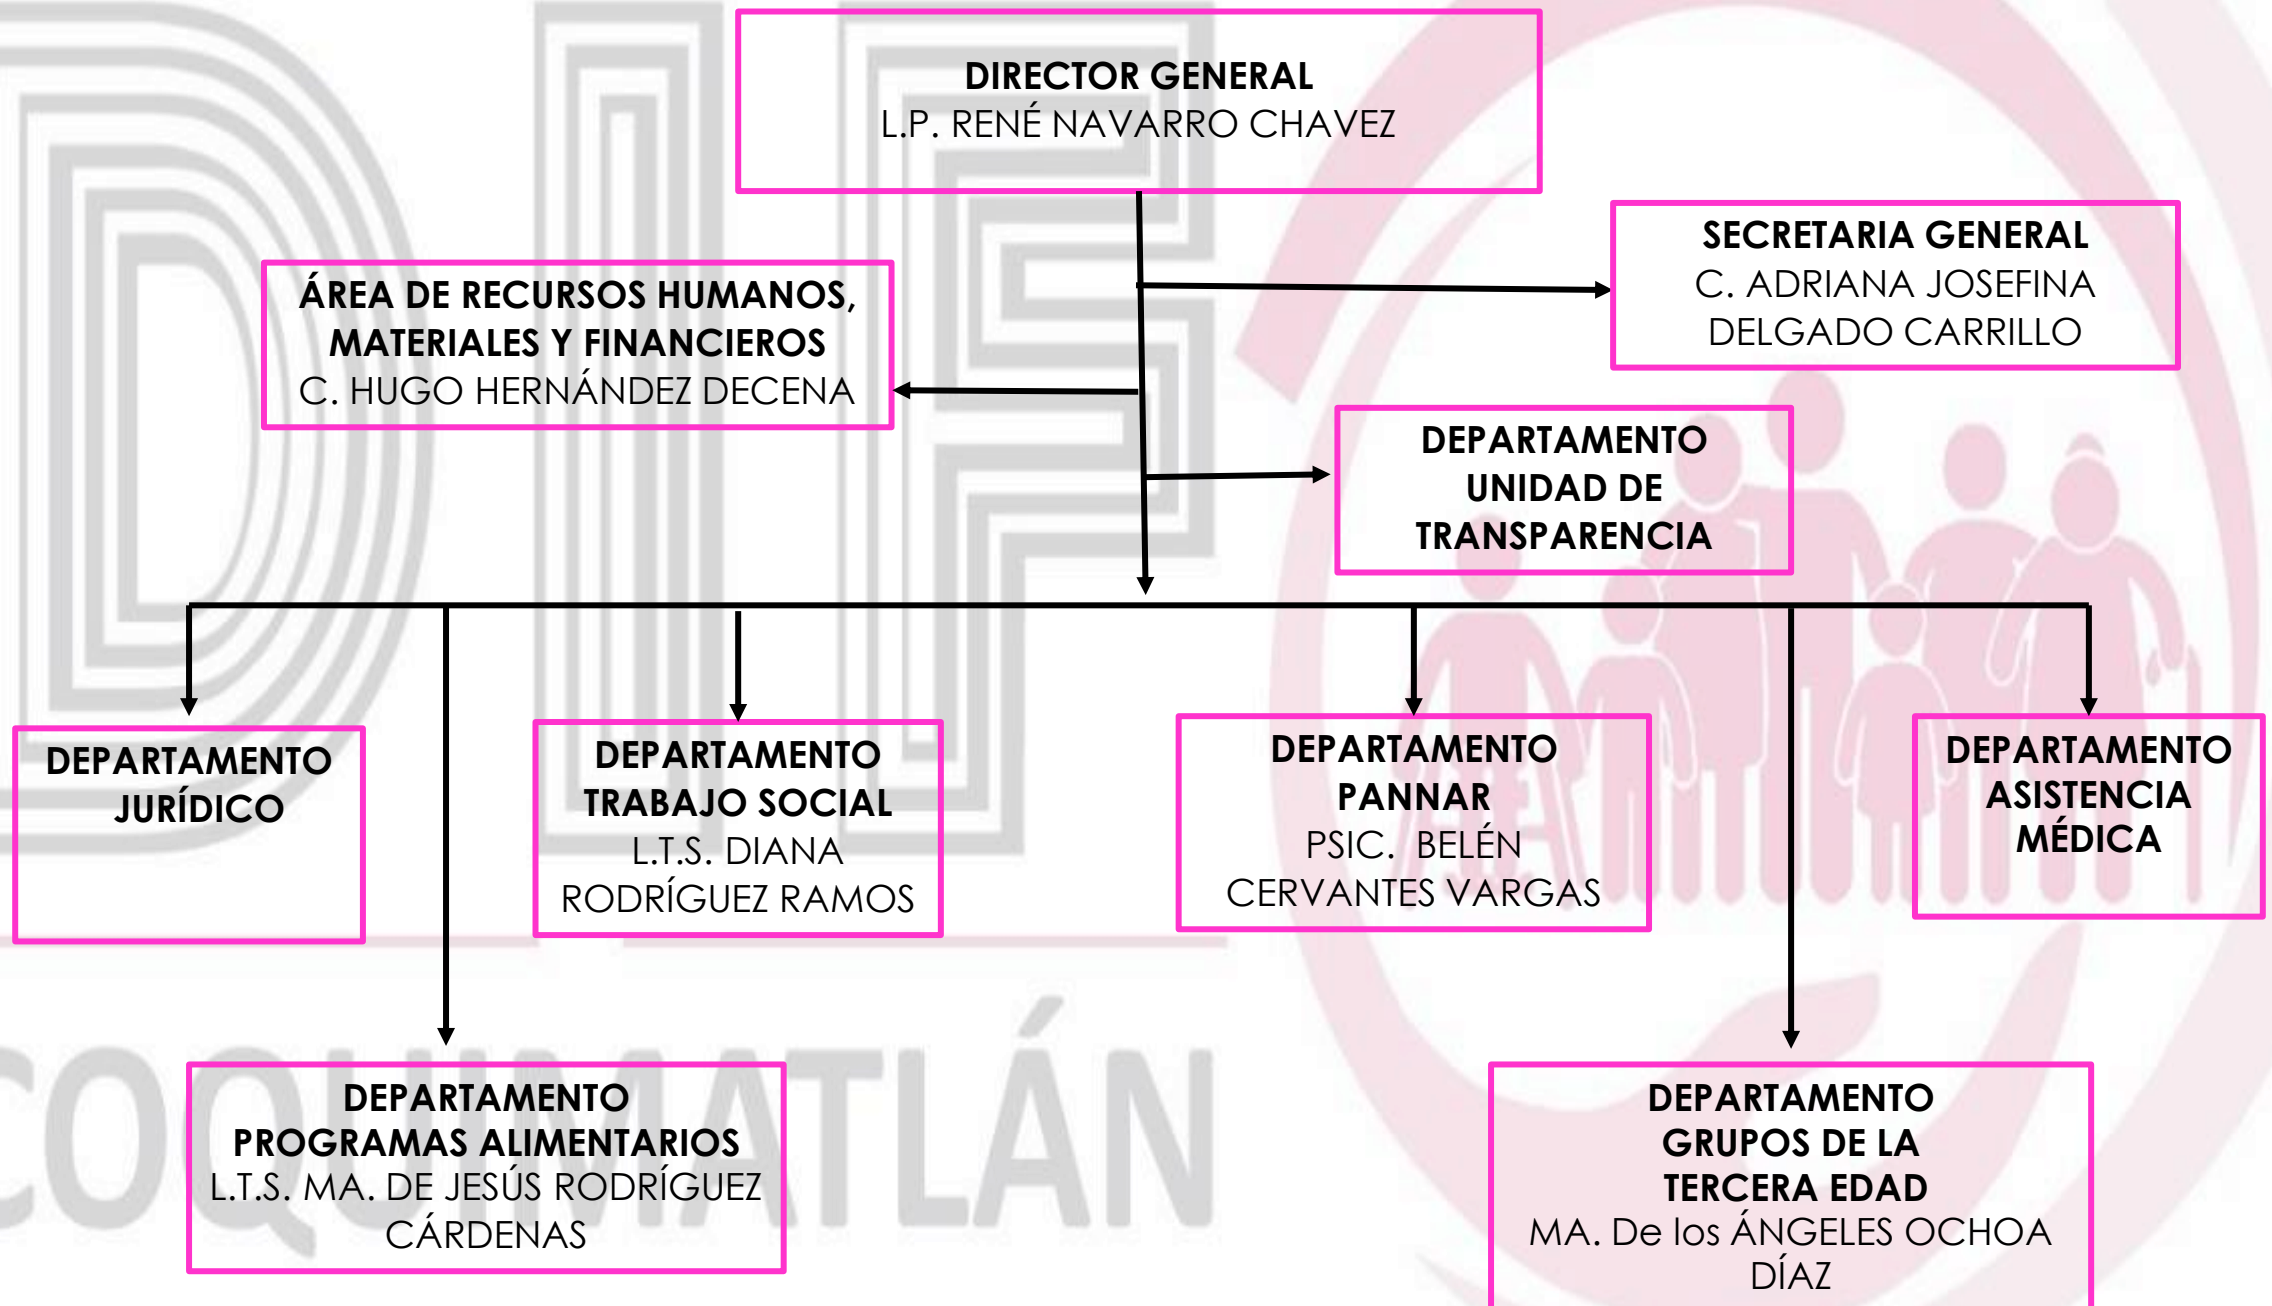 DIF
COQUIMATLÁN
DIRECTOR GENERAL
L.P. RENÉ NAVARRO CHAVEZ
SECRETARIA GENERAL
C. ADRIANA JOSEFINA
DELGADO CARRILLO
ÁREA DE RECURSOS HUMANOS,
MATERIALES Y FINANCIEROS
C. HUGO HERNÁNDEZ DECENA
DEPARTAMENTO
UNIDAD DE
TRANSPARENCIA
DEPARTAMENTO
JURÍDICO
DEPARTAMENTO
TRABAJO SOCIAL
L.T.S. DIANA
RODRÍGUEZ RAMOS
DEPARTAMENTO
PANNAR
PSIC.  BELÉN
CERVANTES VARGAS
DEPARTAMENTO
ASISTENCIA
MÉDICA
DEPARTAMENTO
PROGRAMAS ALIMENTARIOS
L.T.S. MA. DE JESÚS RODRÍGUEZ
CÁRDENAS
DEPARTAMENTO
GRUPOS DE LA
TERCERA EDAD
MA. De los ÁNGELES OCHOA
DÍAZ